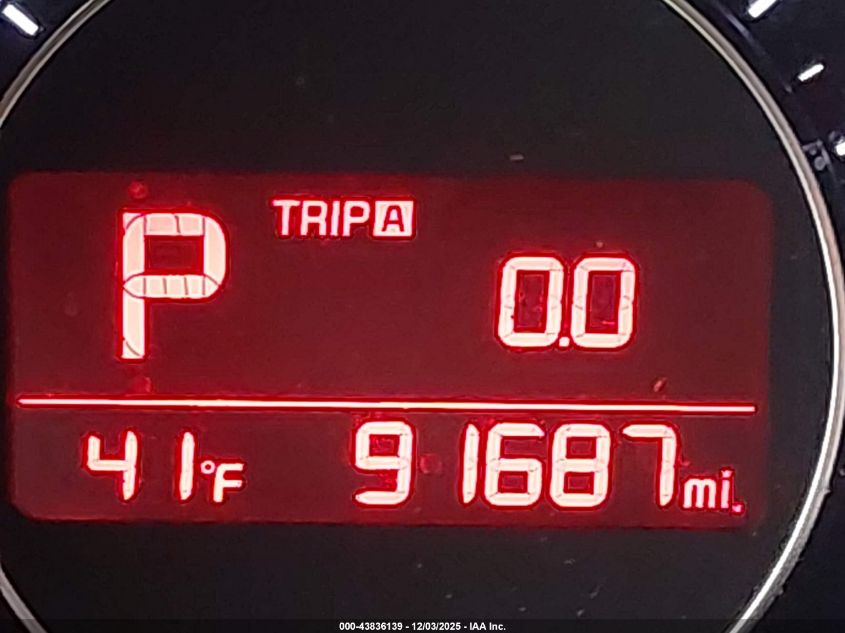 P TRIP A
0.0
41°F 91687 mi.
000-43836139 - 12/03/2025 - IAA Inc.